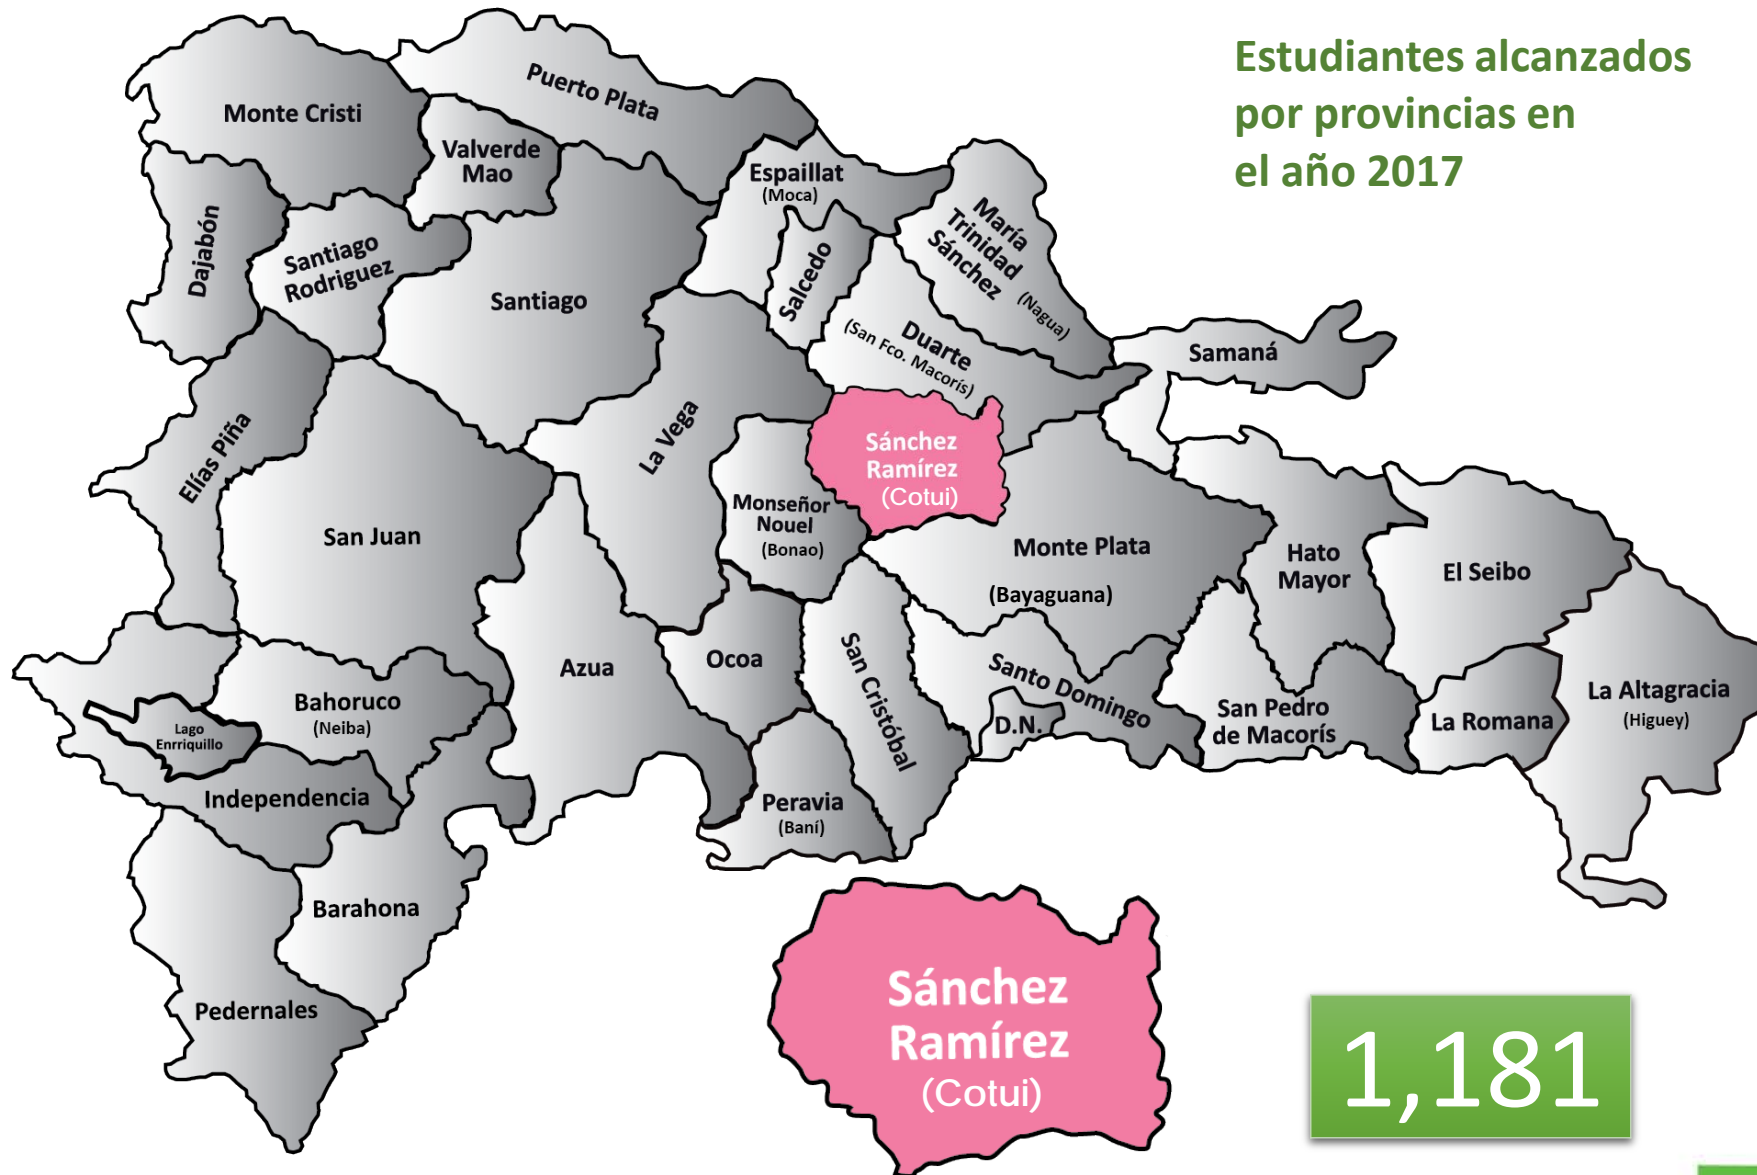 Estudiantes alcanzados
por provincias en
el año 2017
Puerto Plata
Monte Cristi
Valverde
Mao
Espaillat
(Moca)
María
Trinidad
Sánchez
(Nagua)
Dajabón
Santiago
Rodriguez
Santiago
Salcedo
Duarte
(San Fco. Macorís)
Samaná
Elías Piña
La Vega
Sánchez
Ramírez
(Cotui)
San Juan
Monseñor
Nouel
(Bonao)
Monte Plata
(Bayaguana)
Hato
Mayor
El Seibo
Azua
Ocoa
San Cristóbal
Santo Domingo
D.N.
San Pedro
de Macorís
La Romana
La Altagracia
(Higuey)
Bahoruco
(Neiba)
Lago
Enrriquillo
Independencia
Peravia
(Baní)
Barahona
Pedernales
Sánchez
Ramírez
(Cotui)
1,181